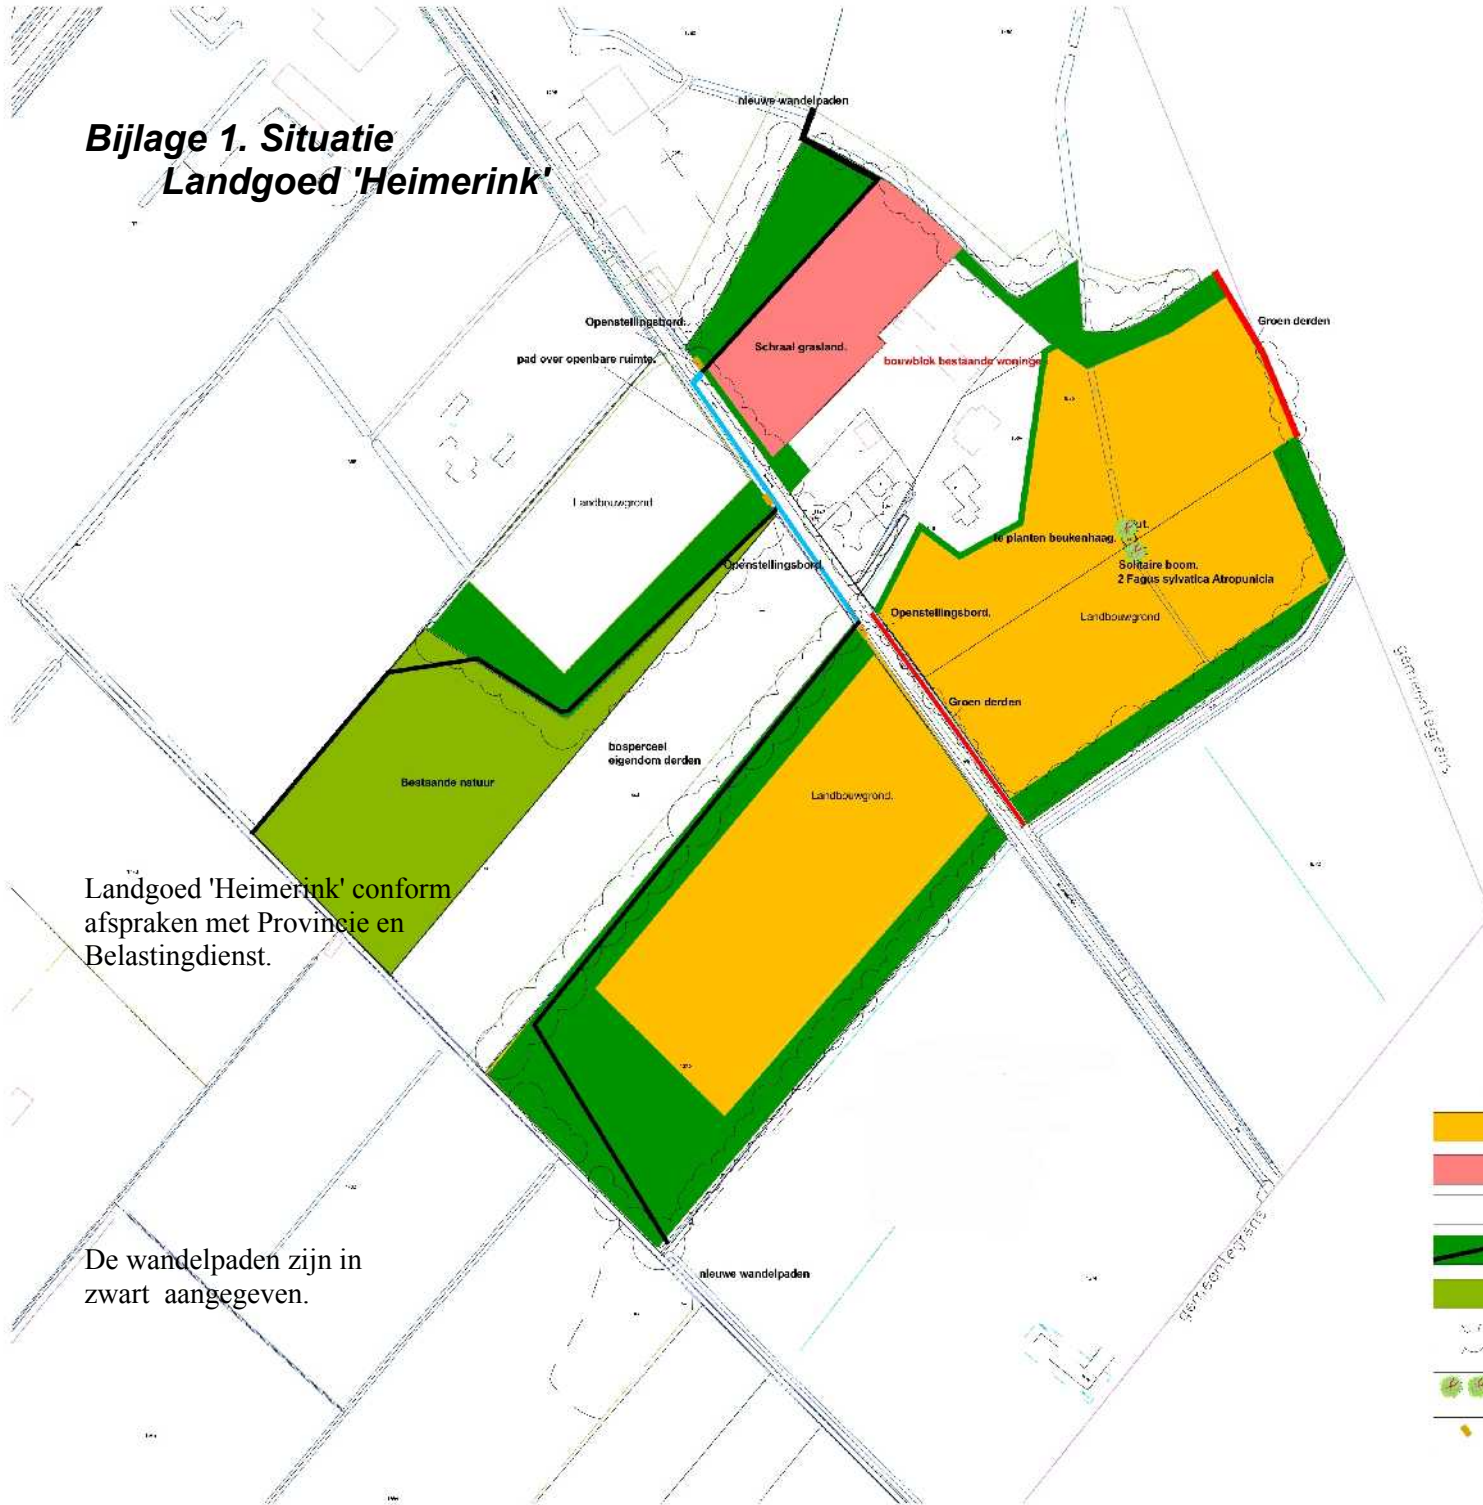 nieuwe wandelpaden
Bijlage 1. Situatie
Landgoed 'Heimerink'
Openstellingsbord.
Groen derden
Schraal grasland.
pad over openbare ruimte.
bouwblok bestaande woningen
Landbouwgrond
te planten beukenhaag.
Openstellingsbord
Solitaire boom.
2 Fagus sylvatica Atropunicia
Openstellingsbord.
Landbouwgrond
gemeentegrens
Groen derden
bosperceel
eigendom derden
Bestaande natuur
Landbouwgrond.
Landgoed 'Heimerink' conform
afspraken met Provincie en
Belastingdienst.
gemeentegrens
De wandelpaden zijn in
zwart aangegeven.
nieuwe wandelpaden